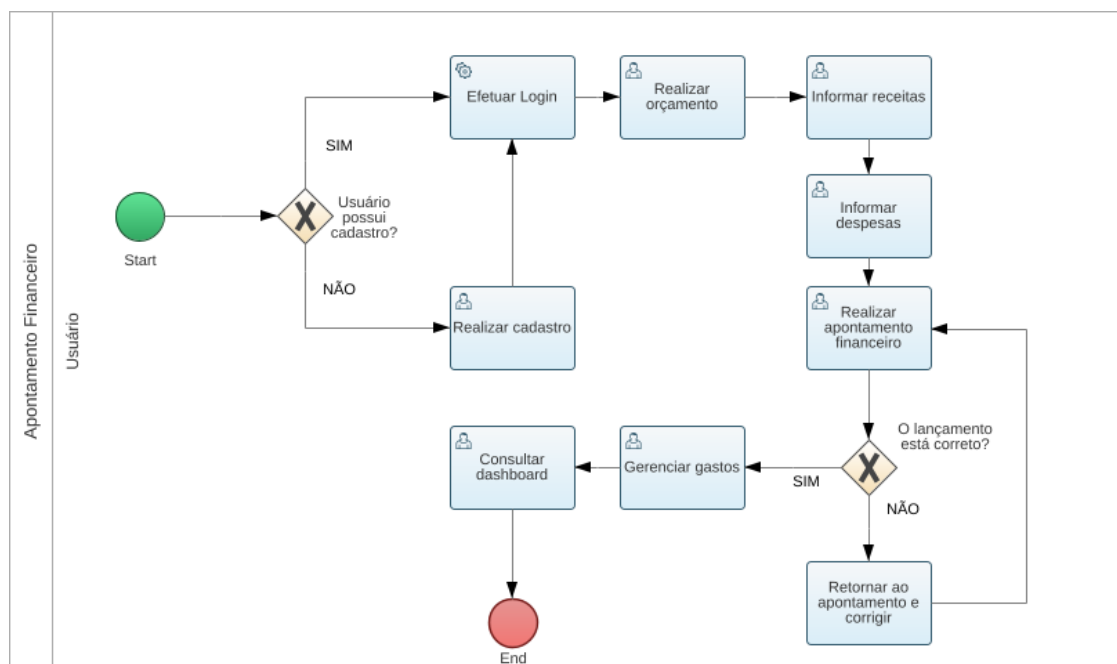 Apontamento Financeiro
Usuário
Start
Usuário
possui
cadastro?
SIM
NÃO
Efetuar Login
Realizar cadastro
Realizar
orçamento
Informar receitas
Informar
despesas
Realizar
apontamento
financeiro
O lançamento
está correto?
SIM
NÃO
Retornar ao
apontamento e
corrigir
Gerenciar gastos
Consultar
dashboard
End